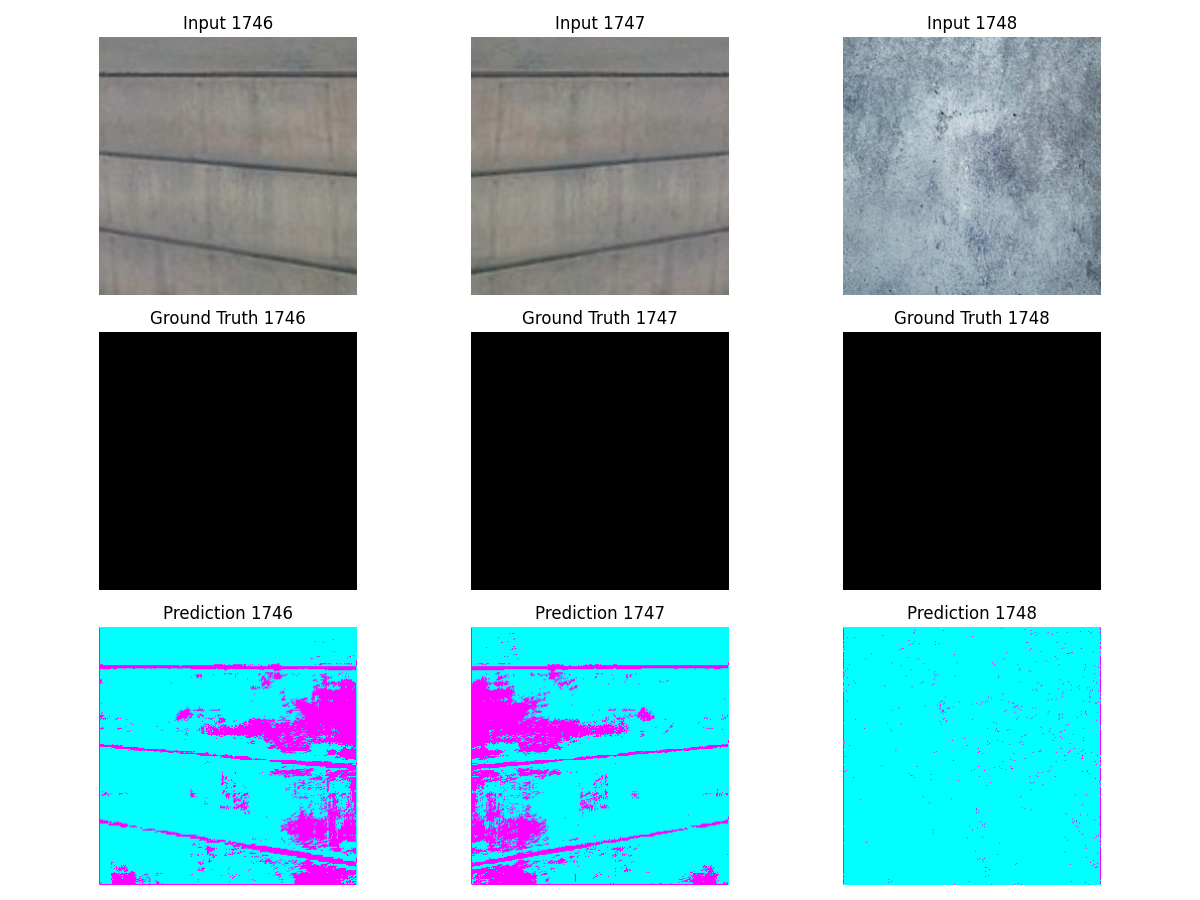 Input 1746
Input 1747
Input 1748
Ground Truth 1746
Ground Truth 1747
Ground Truth 1748
Prediction 1746
Prediction 1747
Prediction 1748